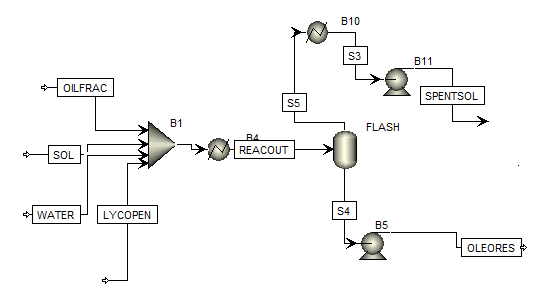 B10
S3
B11
OILFRAC
SPENTSOL
S5
B1
FLASH
B4
SOL
REACOUT
WATER
LYCOPEN
S4
B5
OLEORES